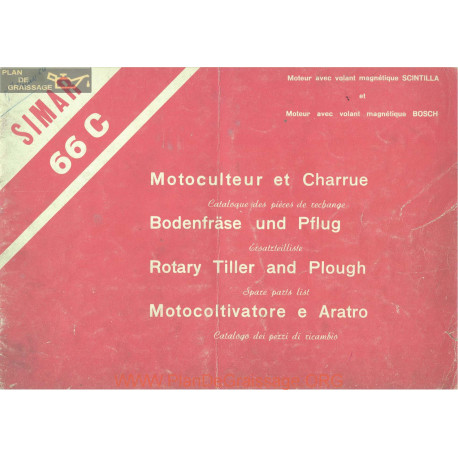 PLAN DE
GRAISSAGE
SIMAR
66 C
Moteur avec volant magnétique SCINTILLA
et
Moteur avec volant magnétique BOSCH
Motoculteur et Charrue
Catalogue des pièces de rechange
Bodenfräse und Pflug
Ersatzteilliste
Rotary Tiller and Plough
Spare parts list
Motocoltivatore e Aratro
Catalogo dei pezzi di ricambio